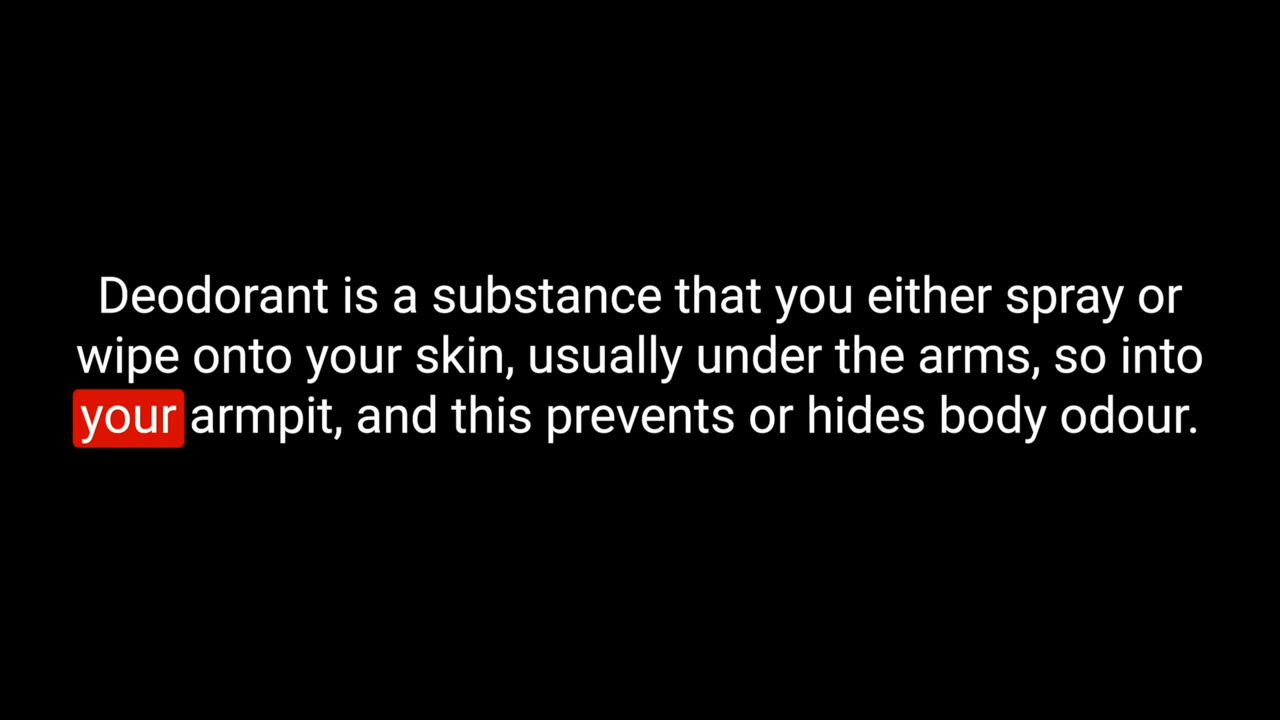 Deodorant is a substance that you either spray or
wipe onto your skin, usually under the arms, so into
your armpit, and this prevents or hides body odour.